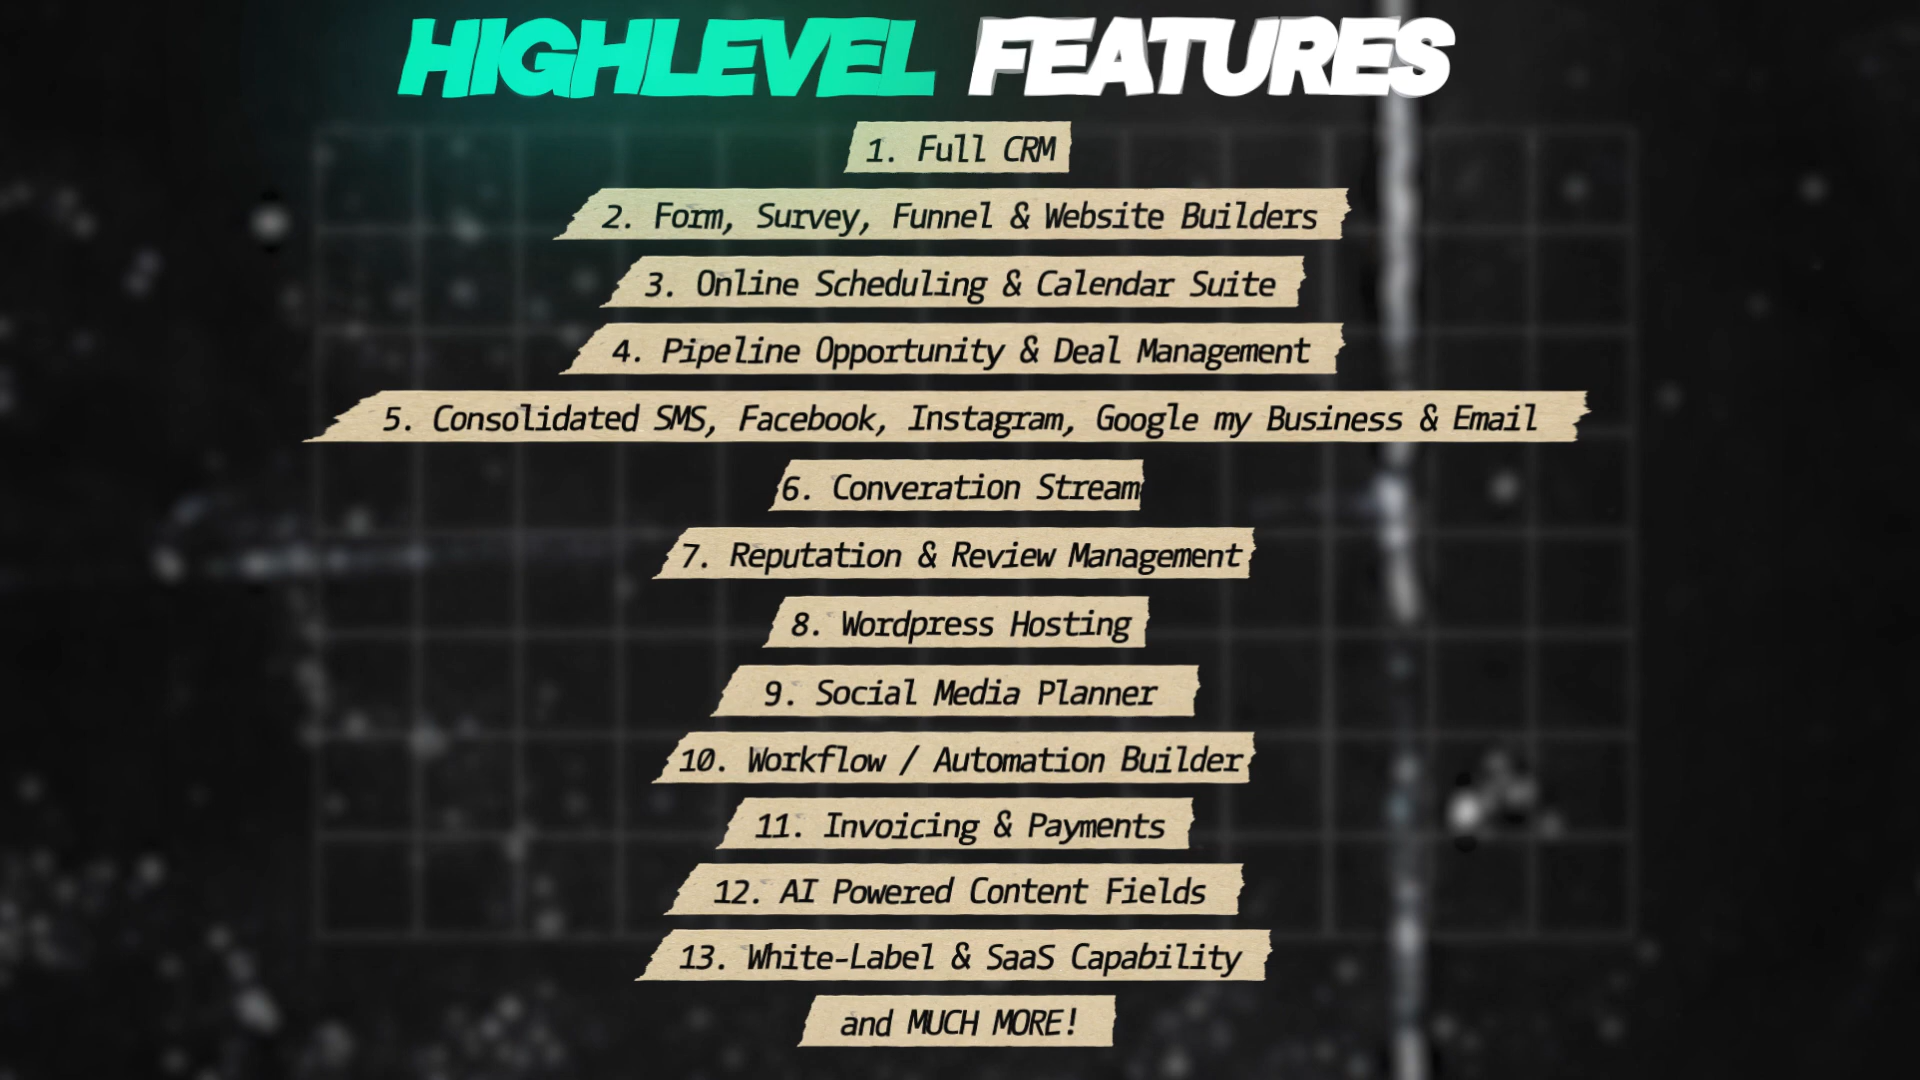 HIGHLEVEL FEATURES
1. Full CRM
2. Form, Survey, Funnel & Website Builders
3. Online Scheduling & Calendar Suite
4. Pipeline Opportunity & Deal Management
5. Consolidated SMS, Facebook, Instagram, Google my Business & Email
6. Converation Stream
7. Reputation & Review Management
8. Wordpress Hosting
9. Social Media Planner
10. Workflow / Automation Builder
11. Invoicing & Payments
12. AI Powered Content Fields
13. White-Label & SaaS Capability
and MUCH MORE!